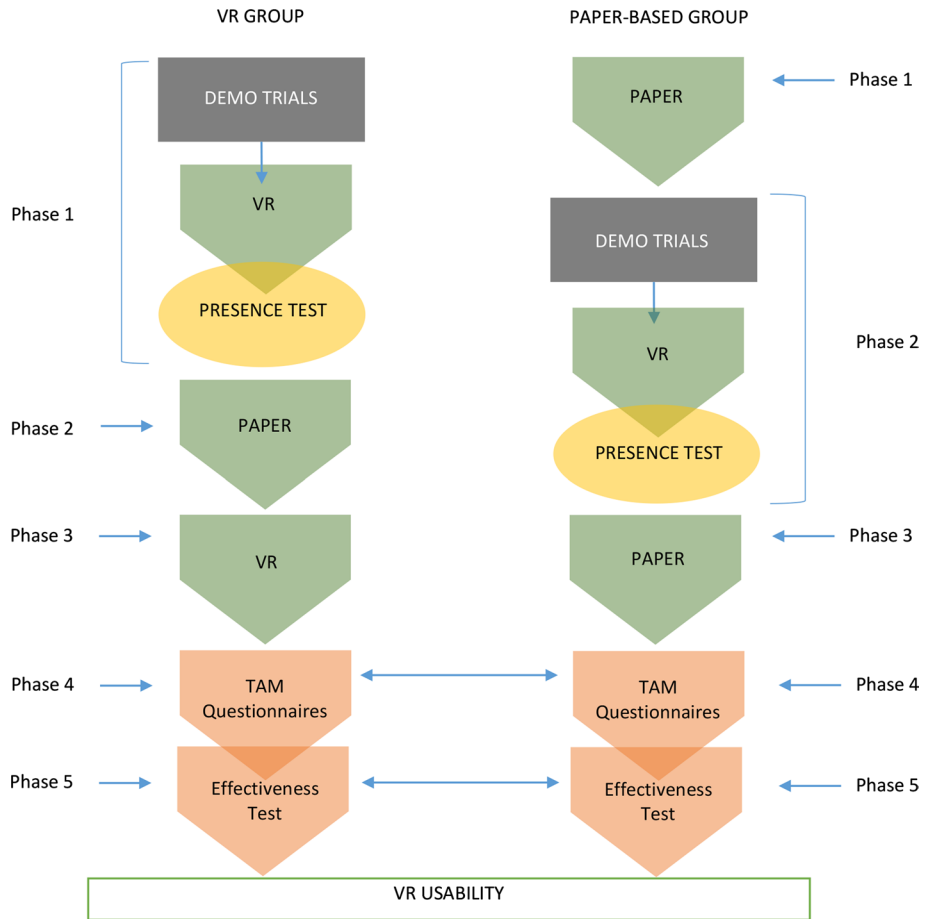 VR GROUP
PAPER-BASED GROUP
DEMO TRIALS
VR
PRESENCE TEST
Phase 1
PAPER
Phase 2
VR
Phase 3
TAM
Questionnaires
Phase 4
Effectiveness
Test
Phase 5
PAPER
Phase 1
DEMO TRIALS
VR
PRESENCE TEST
Phase 2
PAPER
Phase 3
TAM
Questionnaires
Phase 4
Effectiveness
Test
Phase 5
VR USABILITY